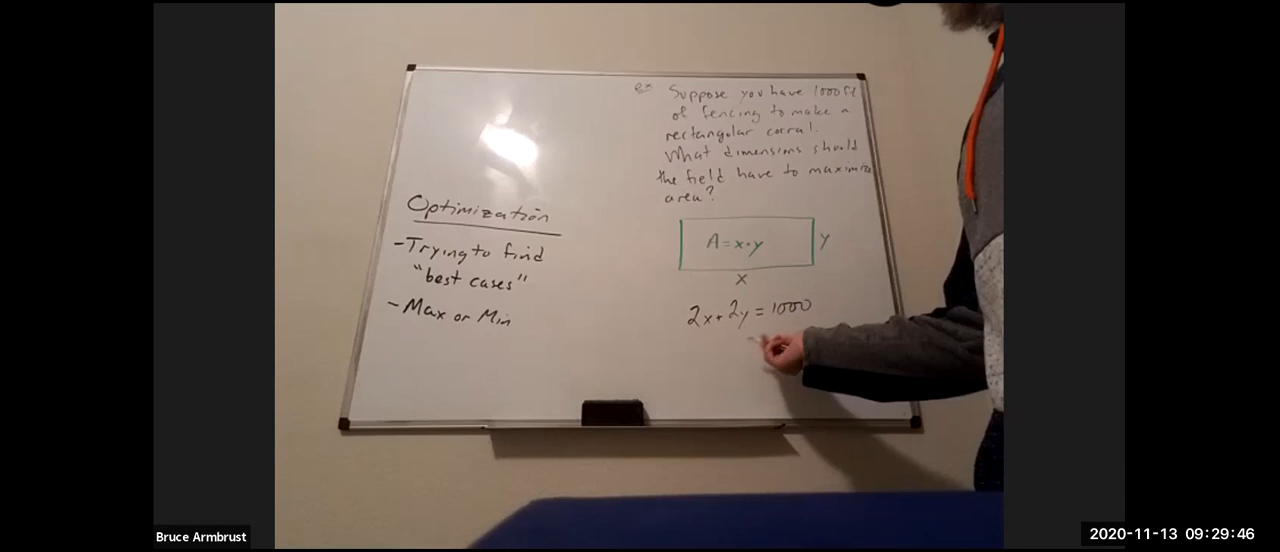 Optimization
- Trying to find
"best cases"
- Max or Min
ex Suppose you have 1000ft
of fencing to make a
rectangular corral.
What dimensions should
the field have to maximize
area?
A = x·y
y
x
2x + 2y = 1000
Bruce Armbrust
2020-11-13 09:29:46